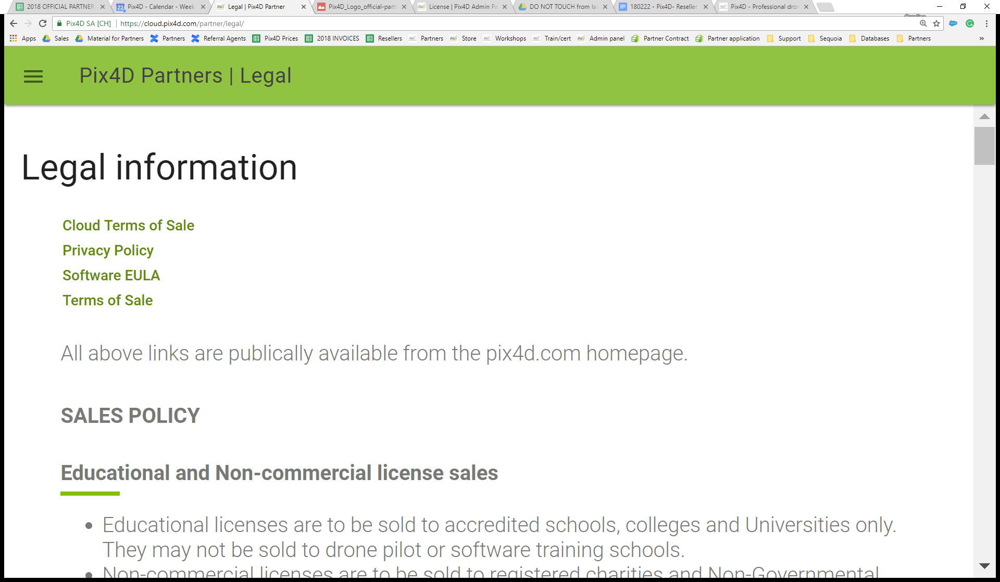 2018 OFFICIAL PARTNER
22 Pix4D - Calendar - Week
Legal | Pix4D Partner
Pix4D_Logo_official-part
License | Pix4D Admin Pa
DO NOT TOUCH from la
180222 - Pix4D- Reseller
Pix4D - Professional dron
Pix4D SA [CH] https://cloud.pix4d.com/partner/legal/
Apps Sales Material for Partners Partners Referral Agents Pix4D Prices 2018 INVOICES Resellers Partners Store Workshops Train/cert Admin panel Partner Contract Partner application Support Sequoia Databases Partners »
Pix4D Partners | Legal
Legal information
Cloud Terms of Sale
Privacy Policy
Software EULA
Terms of Sale
All above links are publically available from the pix4d.com homepage.
SALES POLICY
Educational and Non-commercial license sales
• Educational licenses are to be sold to accredited schools, colleges and Universities only.
They may not be sold to drone pilot or software training schools.
• Non-commercial licenses are to be sold to registered charities and Non-Governmental